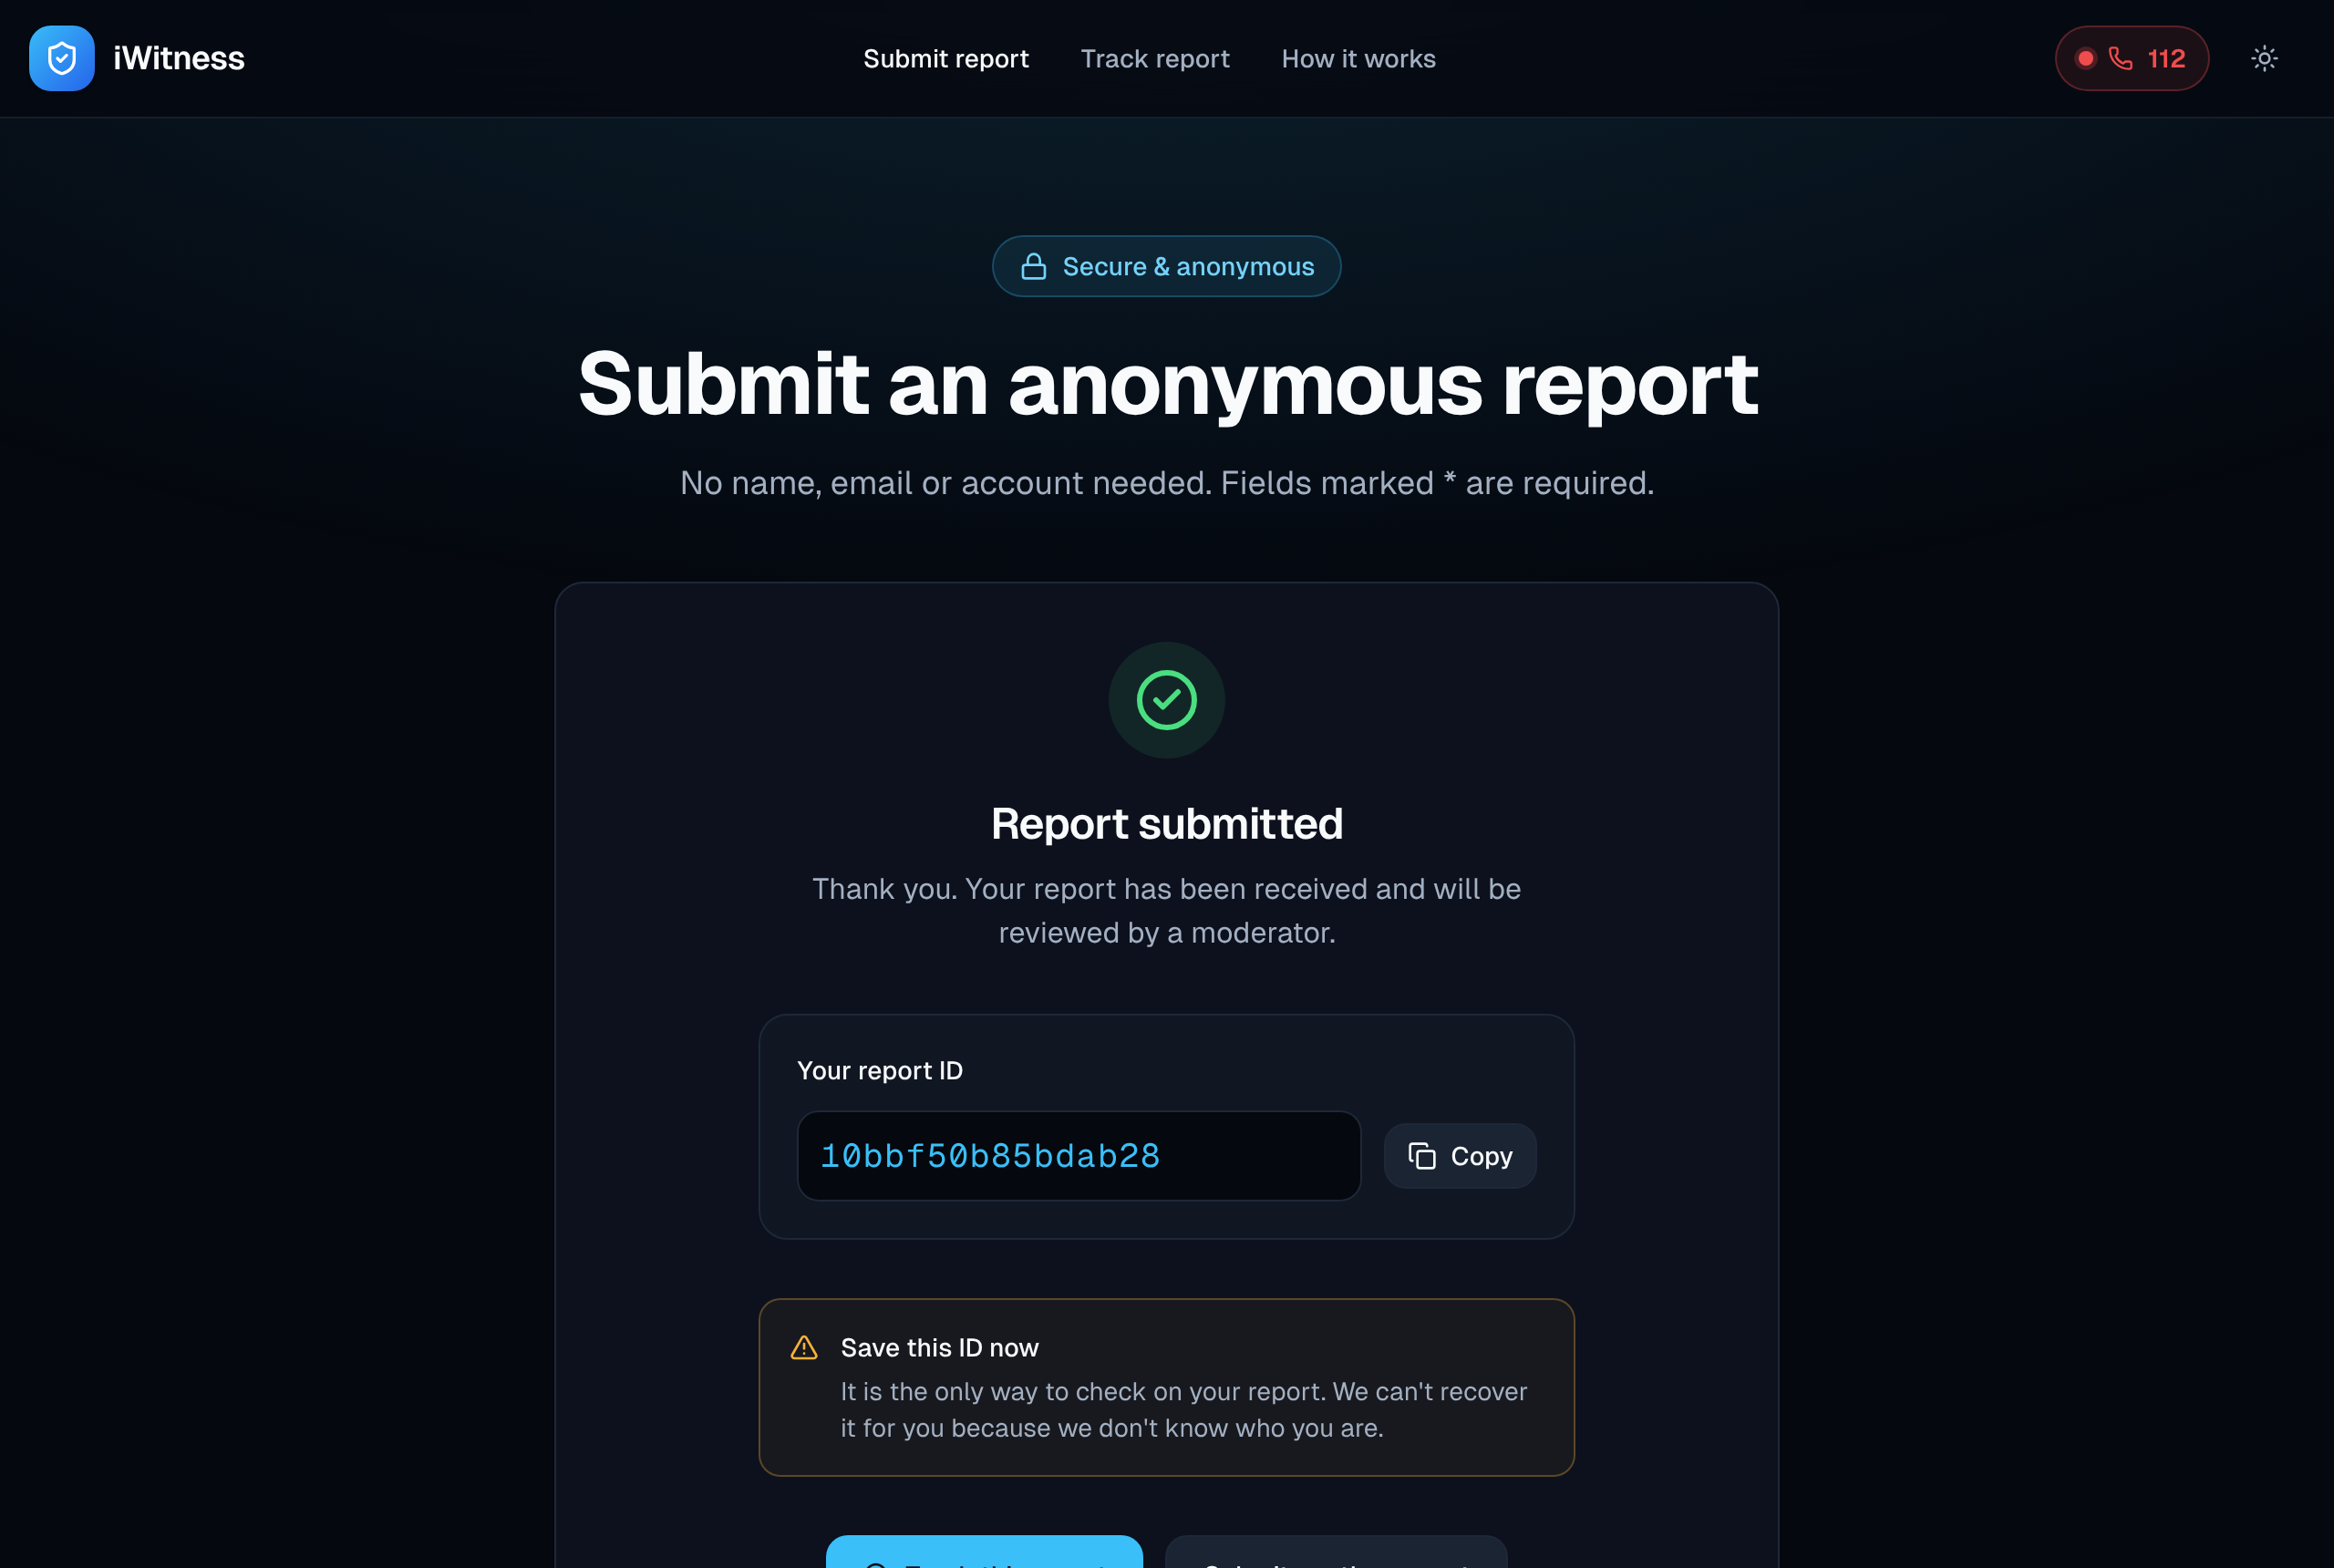 iWitness
Submit report
Track report
How it works
112
Secure & anonymous
Submit an anonymous report
No name, email or account needed. Fields marked * are required.
Report submitted
Thank you. Your report has been received and will be
reviewed by a moderator.
Your report ID
10bbf50b85bdab28
Copy
Save this ID now
It is the only way to check on your report. We can't recover
it for you because we don't know who you are.